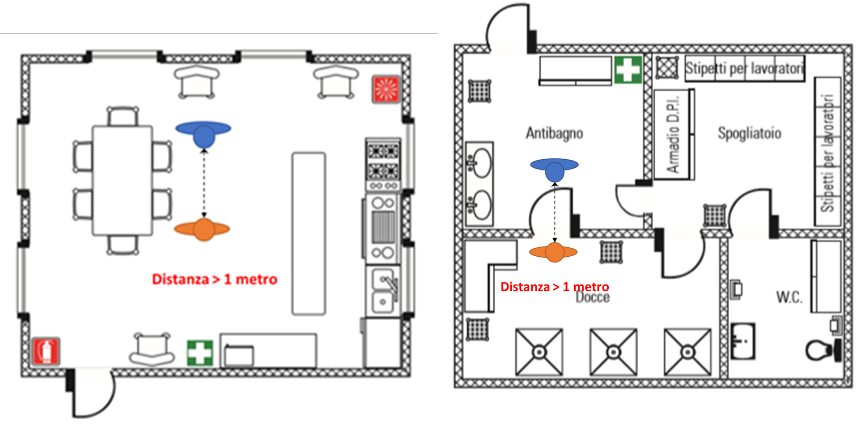 Distanza > 1 metro
Stipetti per lavoratori
Antibagno
Armadio D.P.I.
Spogliatoio
Stipetti per lavoratori
Distanza > 1 metro
Docce
W.C.